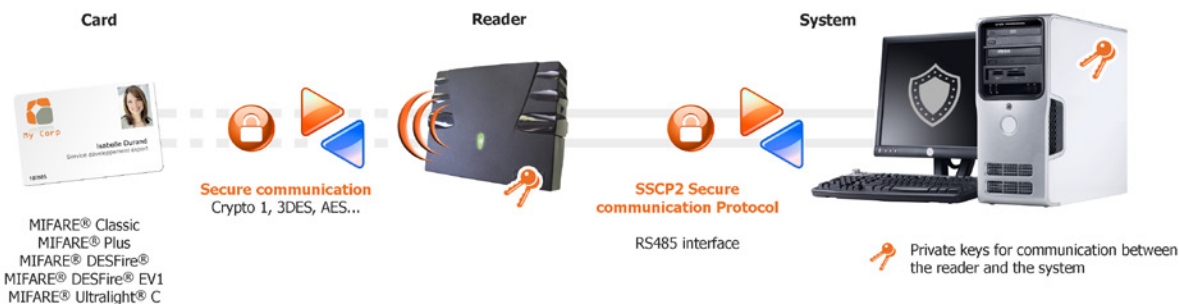 Card
Reader
System
My Corp
Isabelle Durand
Service développement export
Secure communication
Crypto 1, 3DES, AES...
SSCP2 Secure
communication Protocol
RS485 interface
MIFARE® Classic
MIFARE® Plus
MIFARE® DESFire®
MIFARE® DESFire® EV1
MIFARE® Ultralight® C
Private keys for communication between
the reader and the system